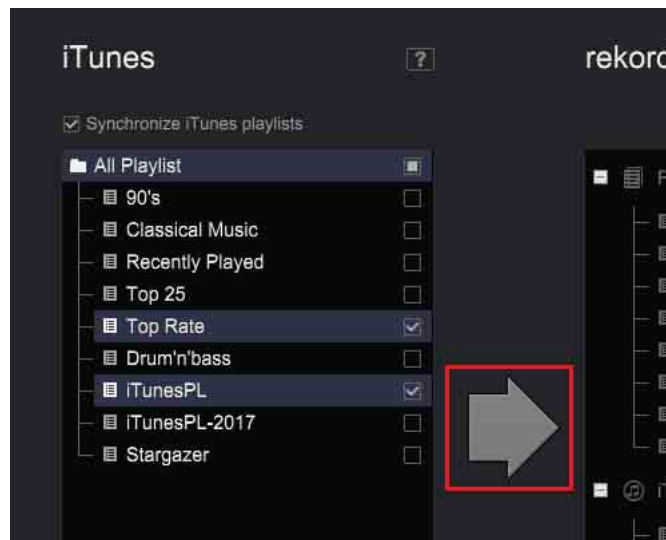 iTunes
?
rekord
Synchronize iTunes playlists
All Playlist
90's
Classical Music
Recently Played
Top 25
Top Rate
Drum'n'bass
iTunesPL
iTunesPL-2017
Stargazer